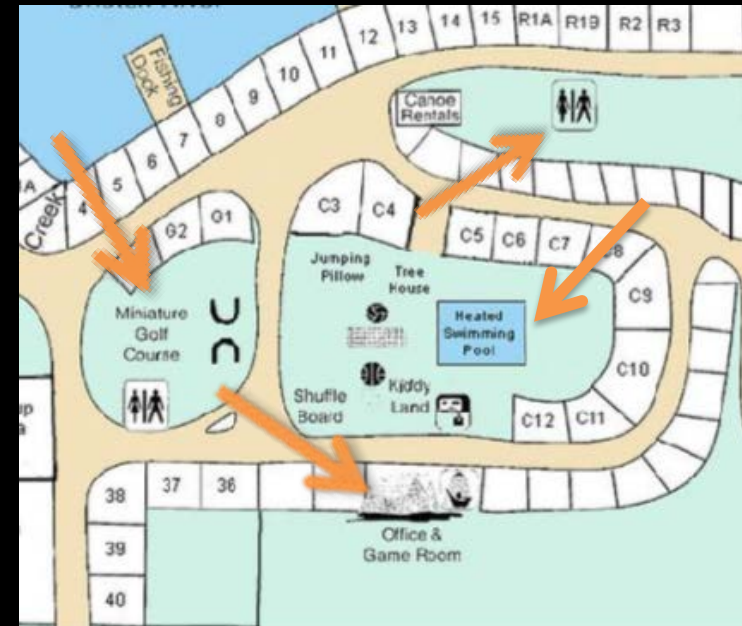 River
Fishing
Dock
12
13
14
15
R1A
R1B
R2
R3
11
10
9
8
7
6
5
4
Creek
Canoe
Rentals
G2
G1
C3
C4
C5
C6
C7
C8
C9
C10
C11
C12
Jumping
Pillow
Tree
House
Miniature
Golf
Course
Heated
Swimming
Pool
Shuffle
Board
Kiddy
Land
38
37
36
39
40
Office &
Game Room